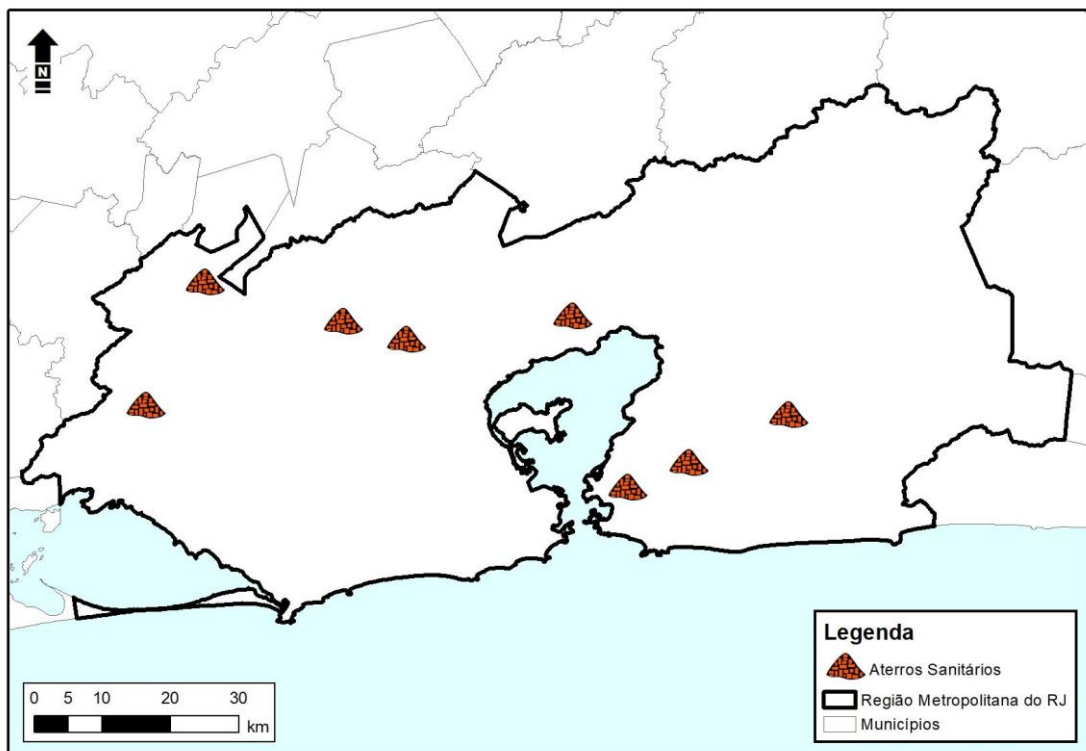 N
Legenda
Aterros Sanitários
Região Metropolitana do RJ
Municípios
0 5 10 20 30
km